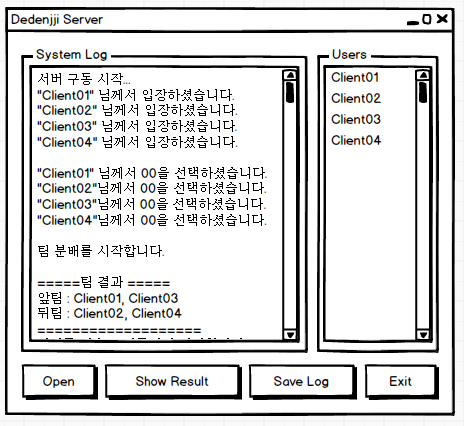 Dedenjji Server
System Log
서버 구동 시작...
"Client01" 님께서 입장하셨습니다.
"Client02" 님께서 입장하셨습니다.
"Client03" 님께서 입장하셨습니다.
"Client04" 님께서 입장하셨습니다.
"Client01" 님께서 00을 선택하셨습니다.
"Client02"님께서 00을 선택하셨습니다.
"Client03"님께서 00을 선택하셨습니다.
"Client04"님께서 00을 선택하셨습니다.
팀 분배를 시작합니다.
=====팀 결과 =====
앞팀 : Client01, Client03
뒤팀 : Client02, Client04
===================
Users
Client01
Client02
Client03
Client04
Open
Show Result
Save Log
Exit